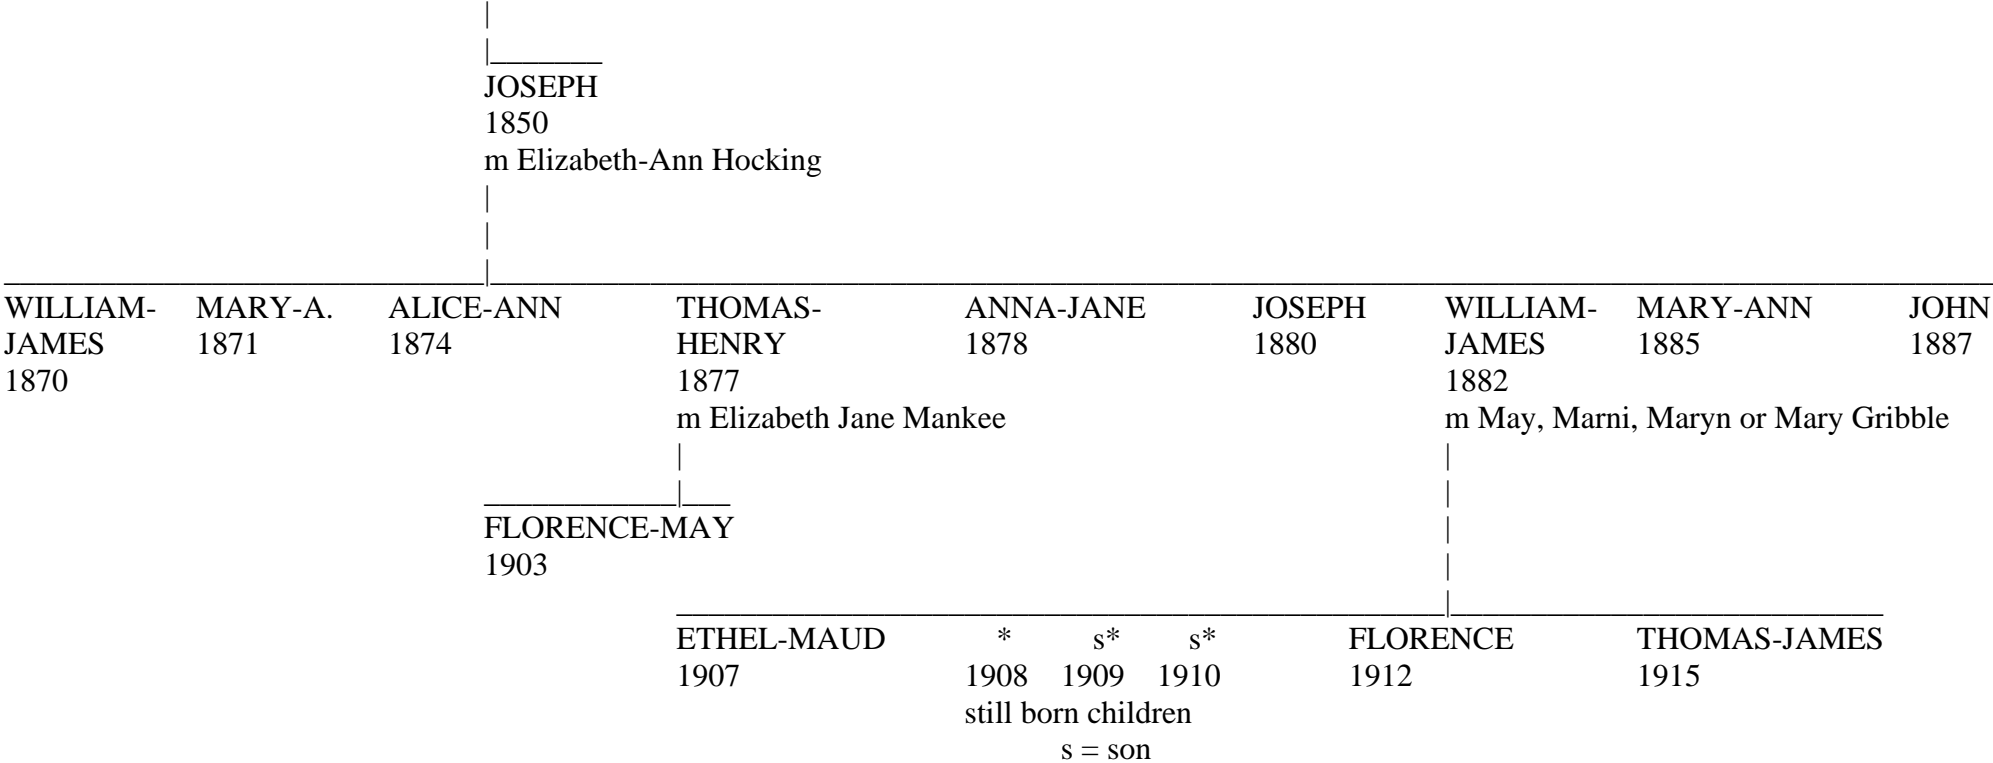 JOSEPH
1850
m Elizabeth-Ann Hocking
WILLIAM- MARY-A. ALICE-ANN THOMAS- ANNA-JANE JOSEPH WILLIAM- MARY-ANN JOHN
JAMES 1871 1874 HENRY 1878 1880 JAMES 1885 1887
1870 1877 1882
m Elizabeth Jane Mankee m May, Marni, Maryn or Mary Gribble
FLORENCE-MAY
1903
ETHEL-MAUD * s* s* FLORENCE THOMAS-JAMES
1907 1908 1909 1910 1912 1915
still born children
s = son